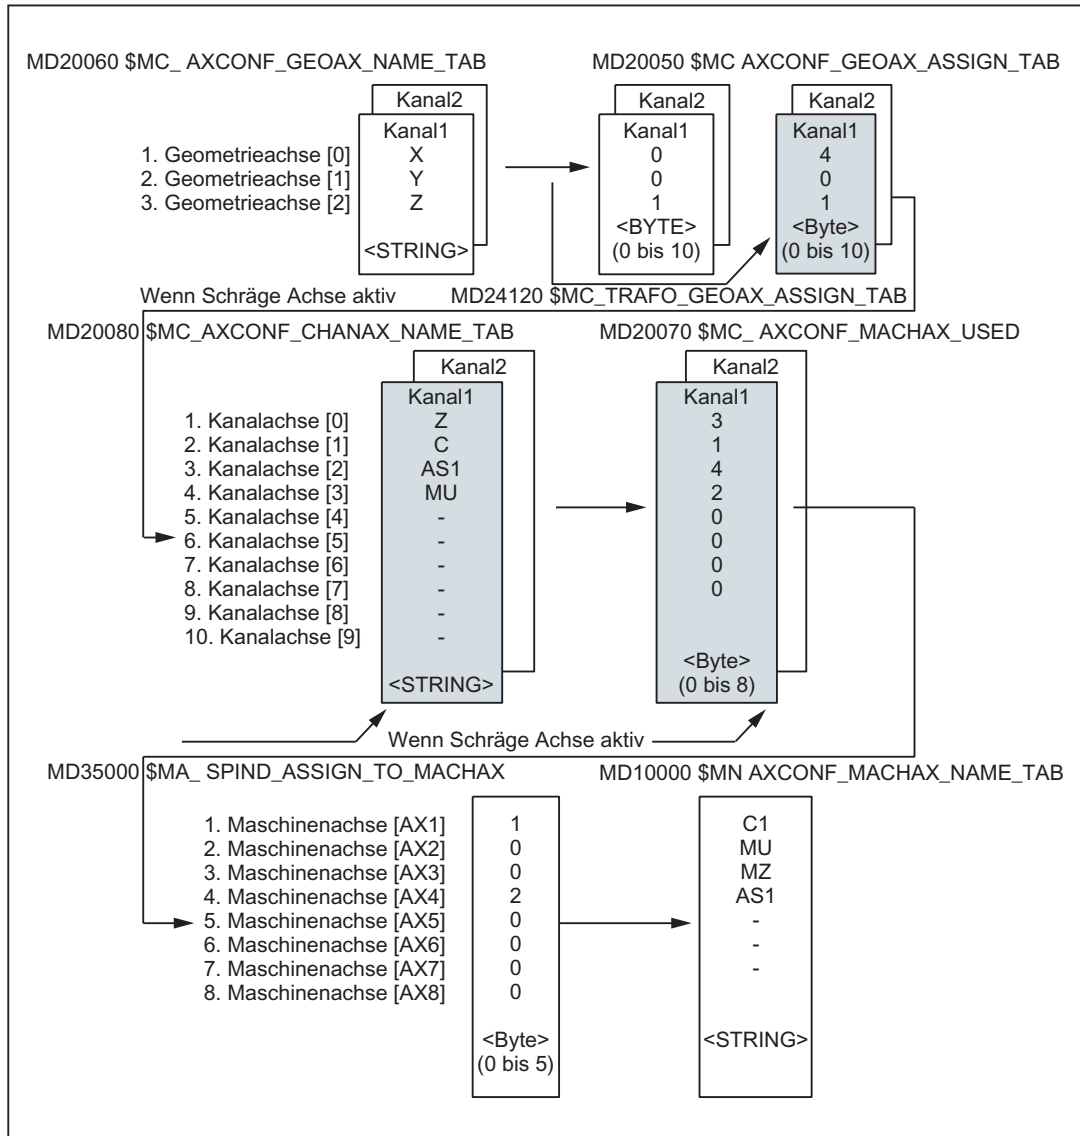 MD20060 $MC_ AXCONF_GEOAX_NAME_TAB
MD20050 $MC AXCONF_GEOAX_ASSIGN_TAB
Kanal2
Kanal1
1. Geometrieachse [0] X
2. Geometrieachse [1] Y
3. Geometrieachse [2] Z
<STRING>
Kanal2
Kanal1
0
0
1
<BYTE>
(0 bis 10)
Kanal2
Kanal1
4
0
1
<Byte>
(0 bis 10)
Wenn Schräge Achse aktiv
MD24120 $MC_TRAFO_GEOAX_ASSIGN_TAB
MD20080 $MC_AXCONF_CHANAX_NAME_TAB
MD20070 $MC_ AXCONF_MACHAX_USED
Kanal2
Kanal1
1. Kanalachse [0] Z
2. Kanalachse [1] C
3. Kanalachse [2] AS1
4. Kanalachse [3] MU
5. Kanalachse [4] -
6. Kanalachse [5] -
7. Kanalachse [6] -
8. Kanalachse [7] -
9. Kanalachse [8] -
10. Kanalachse [9] -
<STRING>
Kanal2
Kanal1
3
1
4
2
0
0
0
0
<Byte>
(0 bis 8)
Wenn Schräge Achse aktiv
MD35000 $MA_ SPIND_ASSIGN_TO_MACHAX
MD10000 $MN AXCONF_MACHAX_NAME_TAB
1. Maschinenachse [AX1] 1
2. Maschinenachse [AX2] 0
3. Maschinenachse [AX3] 0
4. Maschinenachse [AX4] 2
5. Maschinenachse [AX5] 0
6. Maschinenachse [AX6] 0
7. Maschinenachse [AX7] 0
8. Maschinenachse [AX8] 0
<Byte>
(0 bis 5)
C1
MU
MZ
AS1
-
-
-
<STRING>